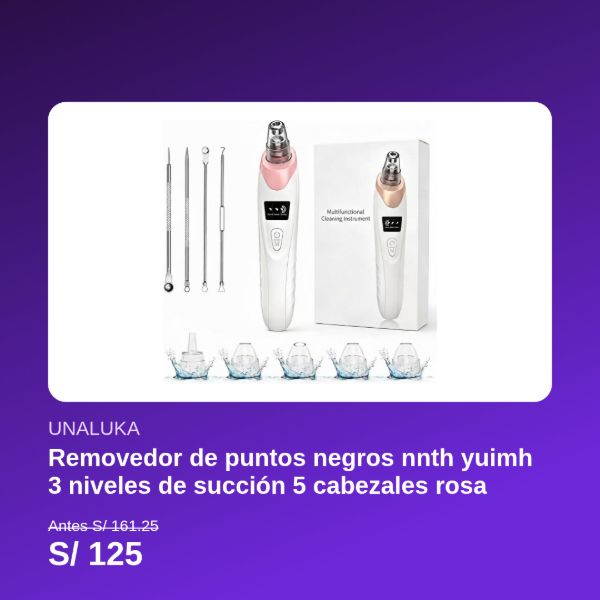 Multifunctional
Cleaning Instrument
UNALUKA
Removedor de puntos negros nnth yuimh
3 niveles de succión 5 cabezales rosa
Antes S/ 161.25
S/ 125